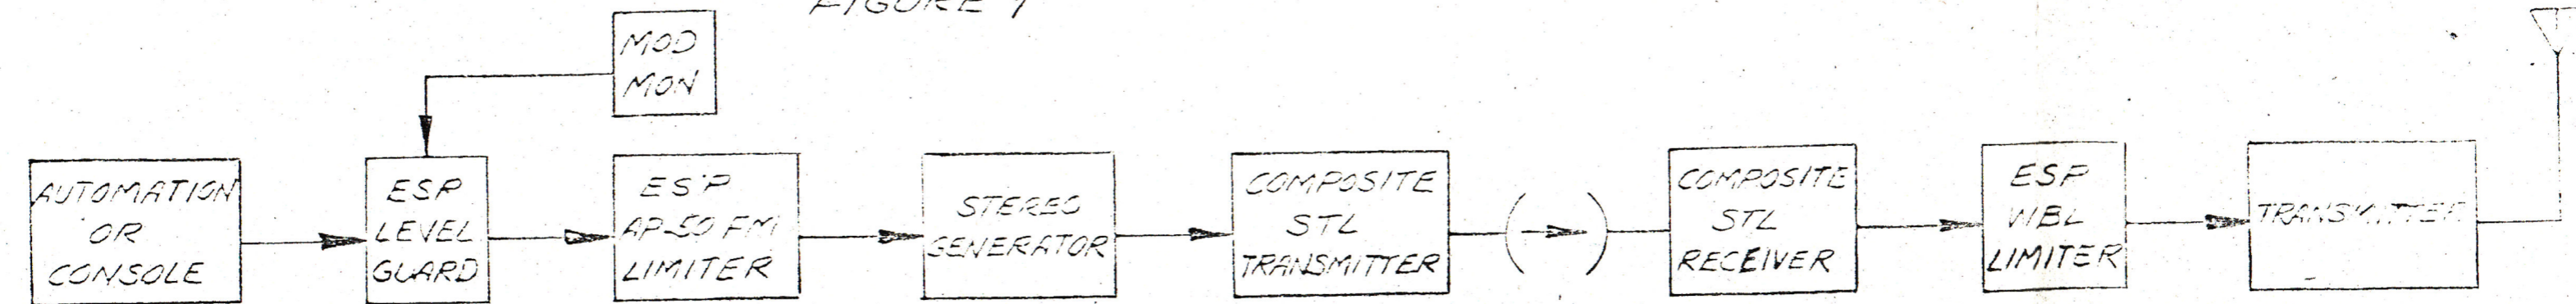 FIGURE 1
MOD
MON
AUTOMATION
OR
CONSOLE
ESP
LEVEL
GUARD
ESP
AP-50 FM
LIMITER
STEREO
GENERATOR
COMPOSITE
STL
TRANSMITTER
COMPOSITE
STL
RECEIVER
ESP
WBL
LIMITER
TRANSMITTER